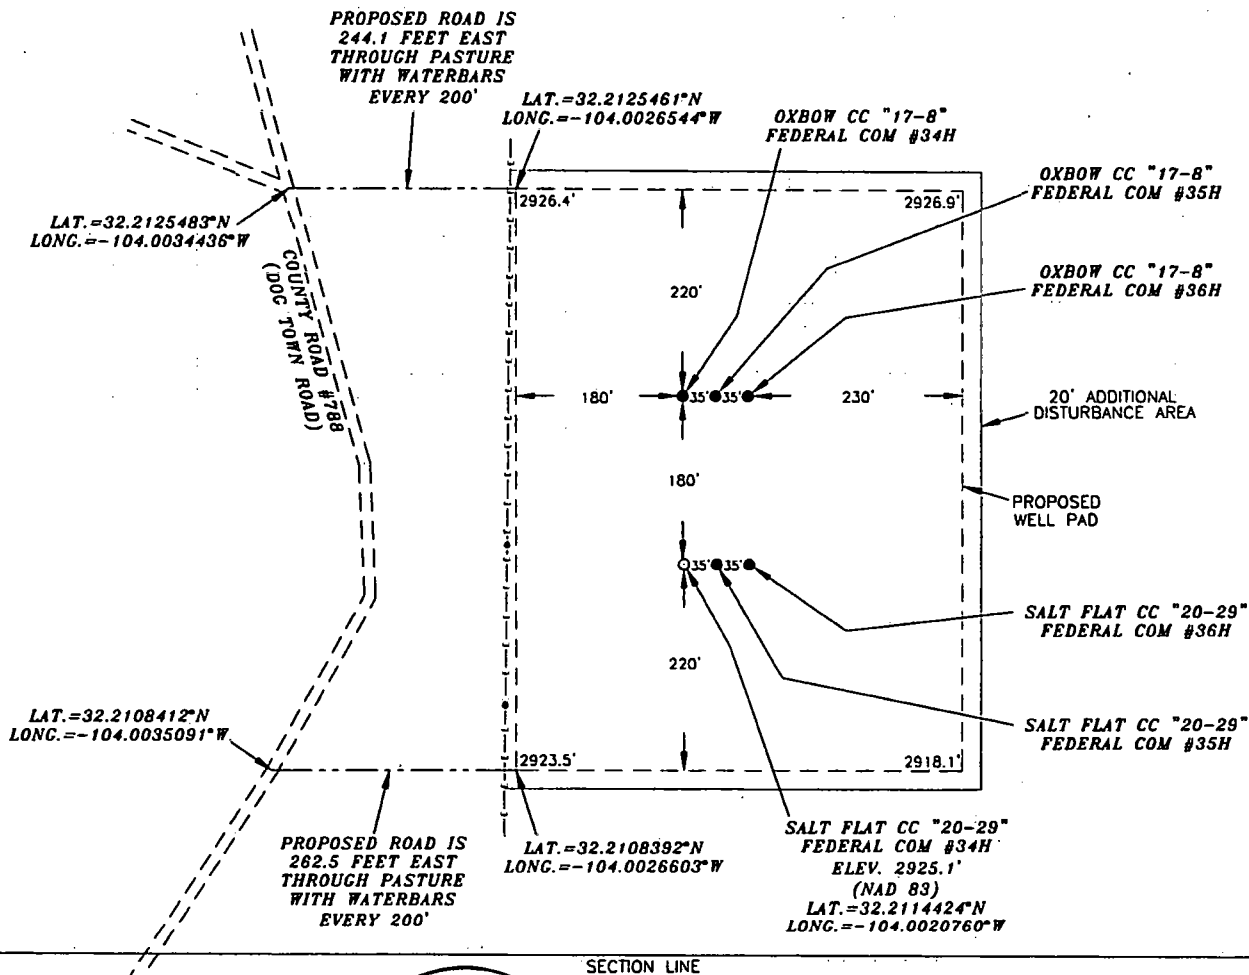 PROPOSED ROAD IS
244.1 FEET EAST
THROUGH PASTURE
WITH WATERBARS
EVERY 200'
LAT.=32.2125461°N
LONG.=-104.0026544°W
OXBOW CC "17-8"
FEDERAL COM #34H
OXBOW CC "17-8"
FEDERAL COM #35H
OXBOW CC "17-8"
FEDERAL COM #36H
LAT.=32.2125483°N
LONG.=-104.0034436°W
2926.4'
2926.9'
COUNTY ROAD #788
(DOG TOWN ROAD)
220'
180'
35'
35'
230'
20' ADDITIONAL
DISTURBANCE AREA
180'
PROPOSED
WELL PAD
35'
35'
SALT FLAT CC "20-29"
FEDERAL COM #36H
220'
SALT FLAT CC "20-29"
FEDERAL COM #35H
LAT.=32.2108412°N
LONG.=-104.0035091°W
2923.5'
2918.1'
PROPOSED ROAD IS
262.5 FEET EAST
THROUGH PASTURE
WITH WATERBARS
EVERY 200'
LAT.=32.2108392°N
LONG.=-104.0026603°W
SALT FLAT CC "20-29"
FEDERAL COM #34H
ELEV. 2925.1'
(NAD 83)
LAT.=32.2114424°N
LONG.=-104.0020760°W
SECTION LINE